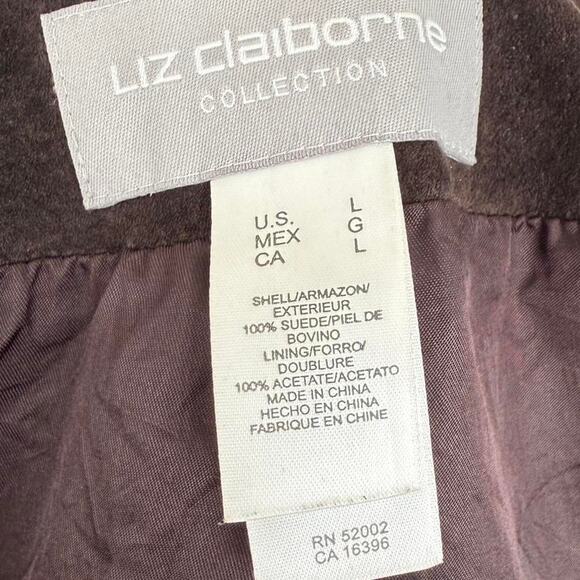 Liz claiborne
COLLECTION
U.S. L
MEX G
CA L
SHELL/ARMAZON/
EXTERIEUR
100% SUEDE/PIEL DE
BOVINO
LINING/FORRO/
DOUBLURE
100% ACETATE/ACETATO
MADE IN CHINA
HECHO EN CHINA
FABRIQUE EN CHINE
RN 52002
CA 16396